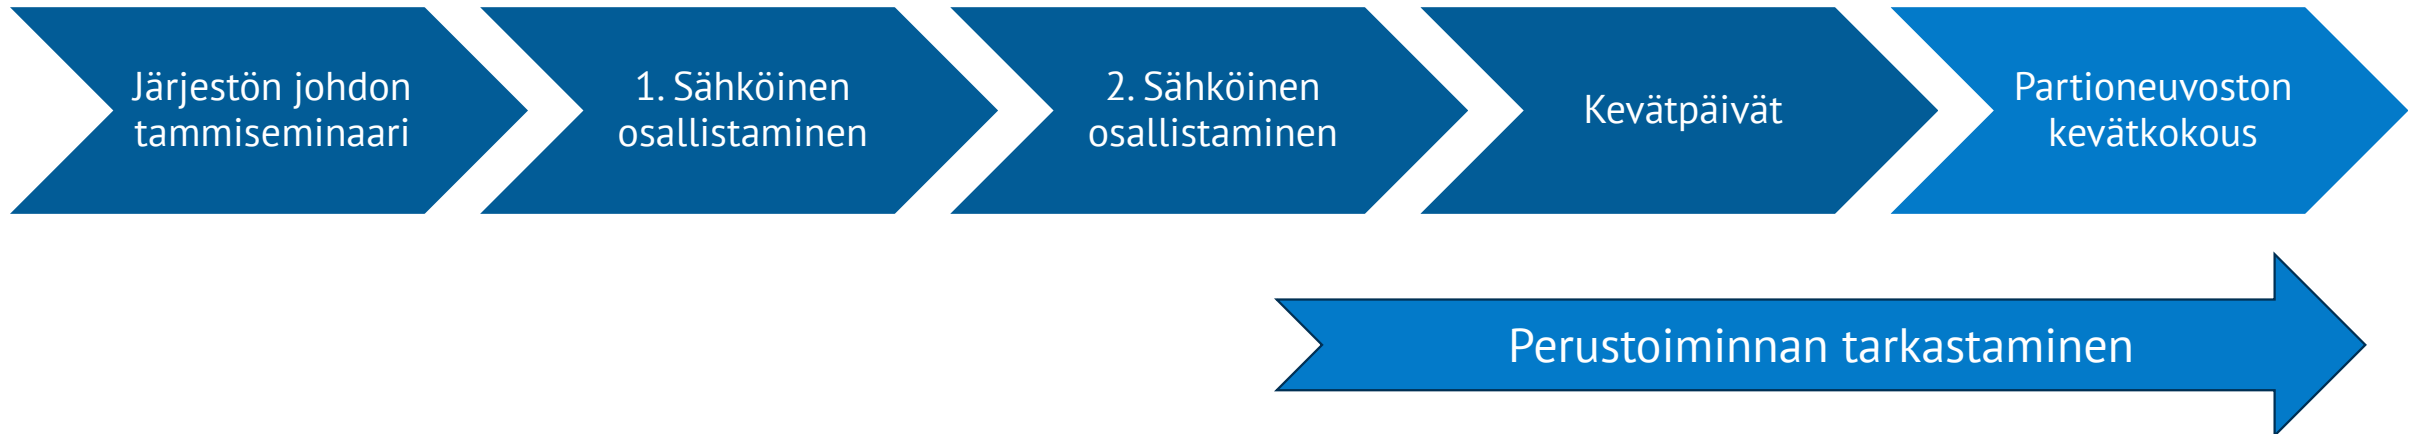 Järjestön johdon
tammiseminaari
1. Sähköinen
osallistaminen
2. Sähköinen
osallistaminen
Kevätpäivät
Partioneuvoston
kevätkokous
Perustoiminnan tarkastaminen